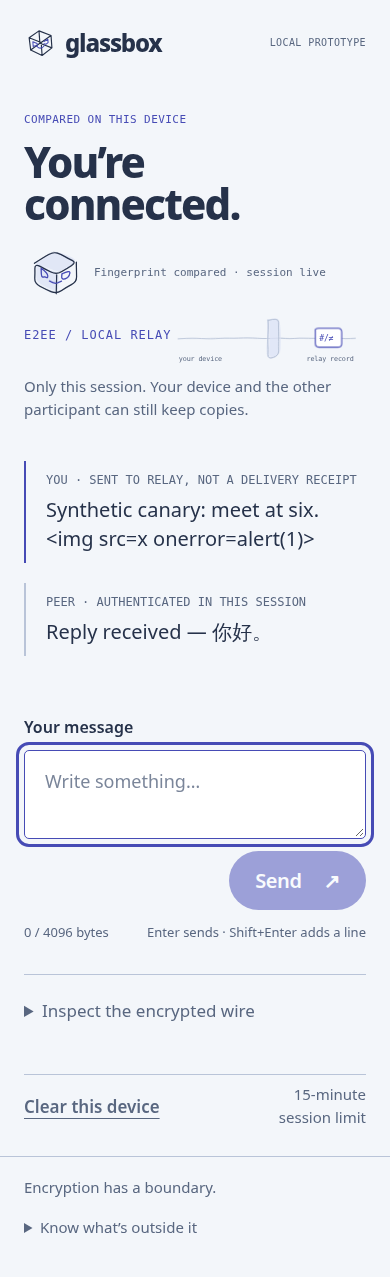 glassbox
LOCAL PROTOTYPE
COMPARED ON THIS DEVICE
You’re
connected.
Fingerprint compared · session live
E2EE / LOCAL RELAY
#/≠
your device
relay record
Only this session. Your device and the other
participant can still keep copies.
YOU · SENT TO RELAY, NOT A DELIVERY RECEIPT
Synthetic canary: meet at six.
<img src=x onerror=alert(1)>
PEER · AUTHENTICATED IN THIS SESSION
Reply received — 你好。
Your message
Write something…
Send ↗
0 / 4096 bytes
Enter sends · Shift+Enter adds a line
Inspect the encrypted wire
Clear this device
15-minute
session limit
Encryption has a boundary.
Know what’s outside it